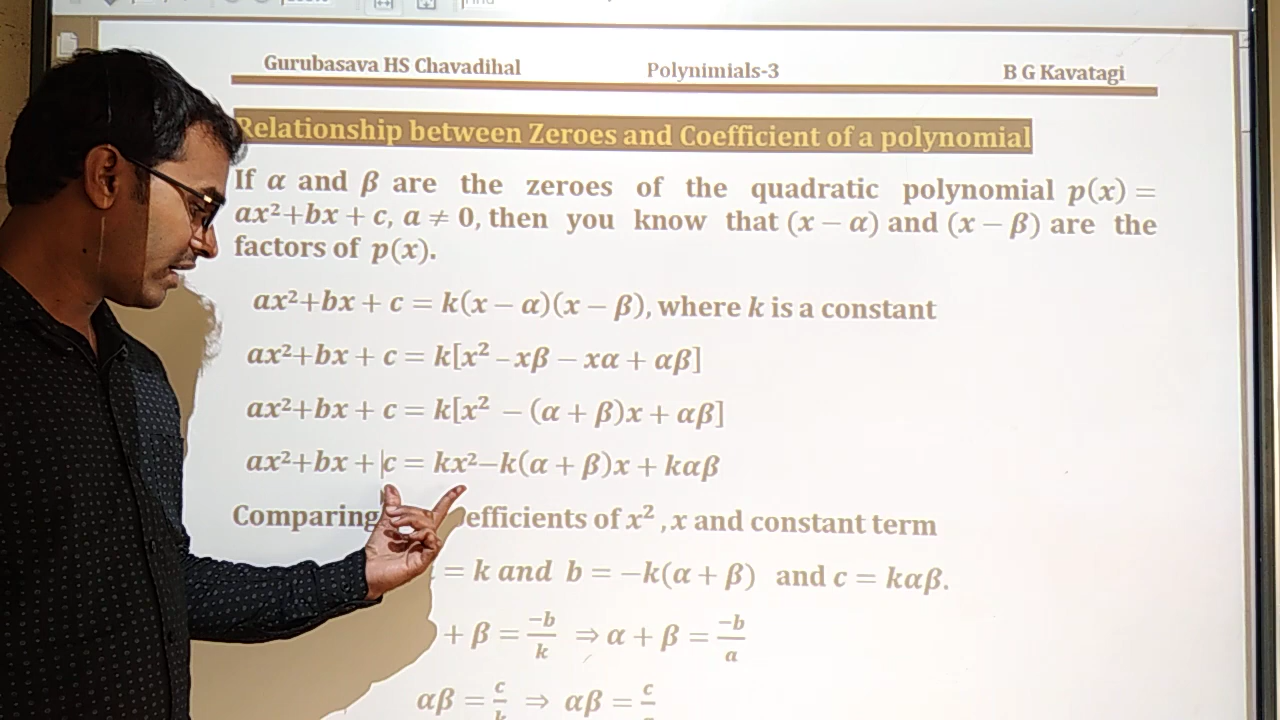 Gurubasava HS Chavadihal Polynimials-3 B G Kavatagi
Relationship between Zeroes and Coefficient of a polynomial
If α and β are the zeroes of the quadratic polynomial p(x) =
ax²+bx + c, a ≠ 0, then you know that (x − α) and (x − β) are the
factors of p(x).
ax²+bx + c = k(x − α)(x − β), where k is a constant
ax²+bx + c = k[x² − xβ − xα + αβ]
ax²+bx + c = k[x² − (α + β)x + αβ]
ax²+bx + c = kx²−k(α + β)x + kαβ
Comparing efficients of x² , x and constant term
= k and b = −k(α + β) and c = kαβ.
+ β = −b/k ⇒ α + β = −b/a
αβ = c/k ⇒ αβ = c